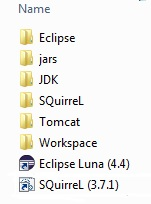 Name
Eclipse
jars
JDK
SQuirreL
Tomcat
Workspace
Eclipse Luna (4.4)
SQuirreL (3.7.1)